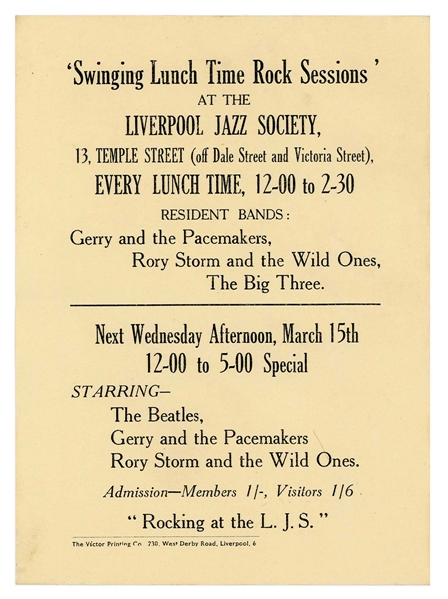 ‘Swinging Lunch Time Rock Sessions’
AT THE
LIVERPOOL JAZZ SOCIETY,
13, TEMPLE STREET (off Dale Street and Victoria Street),
EVERY LUNCH TIME, 12-00 to 2-30
RESIDENT BANDS:
Gerry and the Pacemakers,
Rory Storm and the Wild Ones,
The Big Three.
Next Wednesday Afternoon, March 15th
12-00 to 5-00 Special
STARRING—
The Beatles,
Gerry and the Pacemakers
Rory Storm and the Wild Ones.
Admission—Members 1/-, Visitors 1/6
“ Rocking at the L. J. S. ”
The Victor Printing Co. 230, West Derby Road, Liverpool, 6